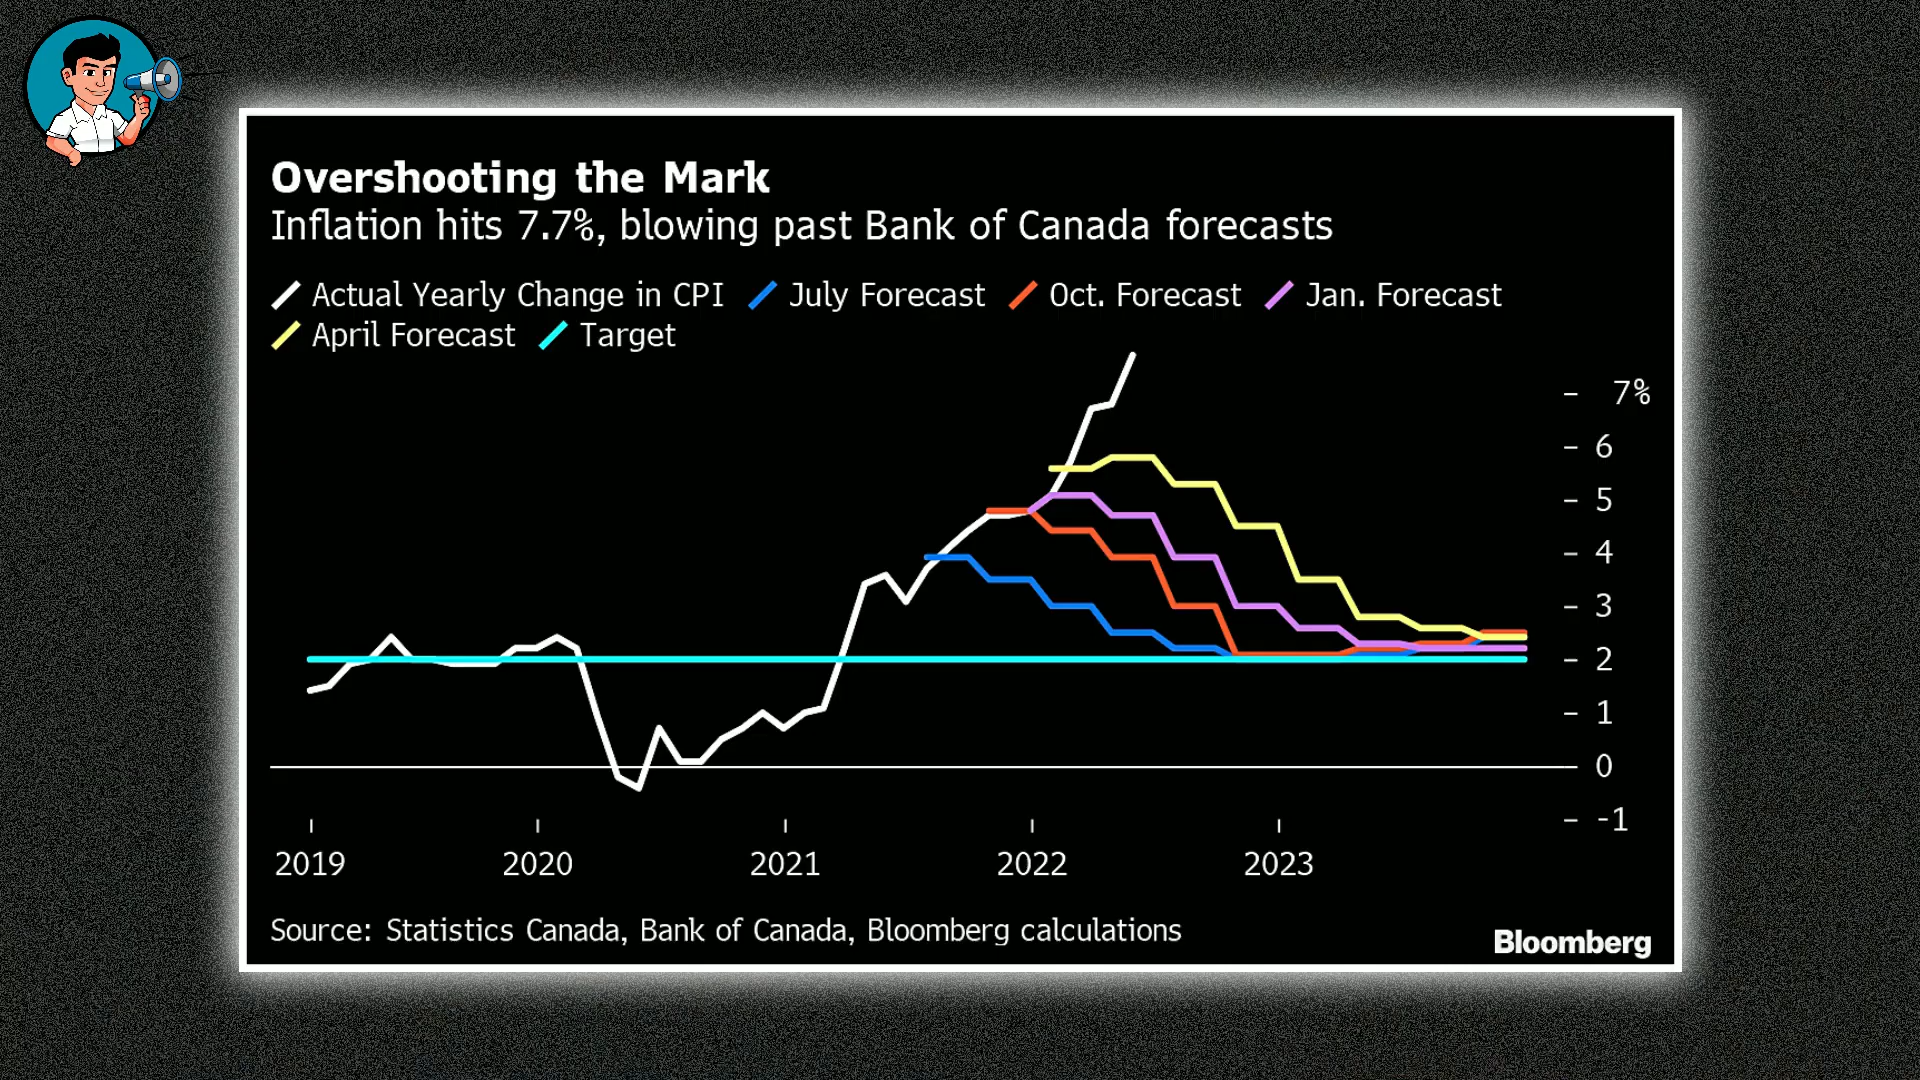 Overshooting the Mark
Inflation hits 7.7%, blowing past Bank of Canada forecasts
Actual Yearly Change in CPI July Forecast Oct. Forecast Jan. Forecast
April Forecast Target
7%
6
5
4
3
2
1
0
-1
2019 2020 2021 2022 2023
Source: Statistics Canada, Bank of Canada, Bloomberg calculations
Bloomberg